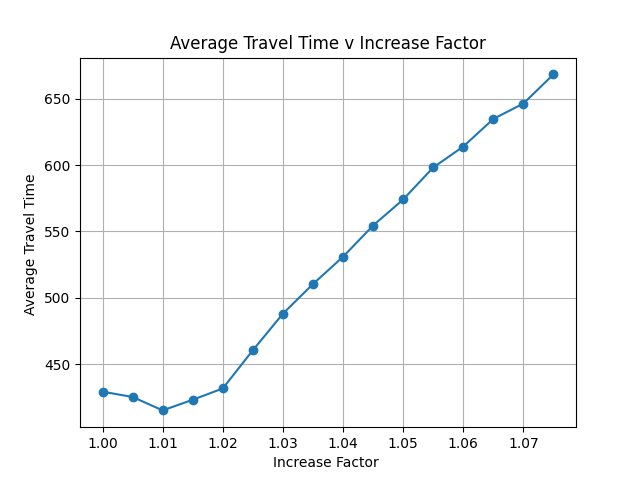 Average Travel Time v Increase Factor
Average Travel Time
650
600
550
500
450
1.00 1.01 1.02 1.03 1.04 1.05 1.06 1.07
Increase Factor